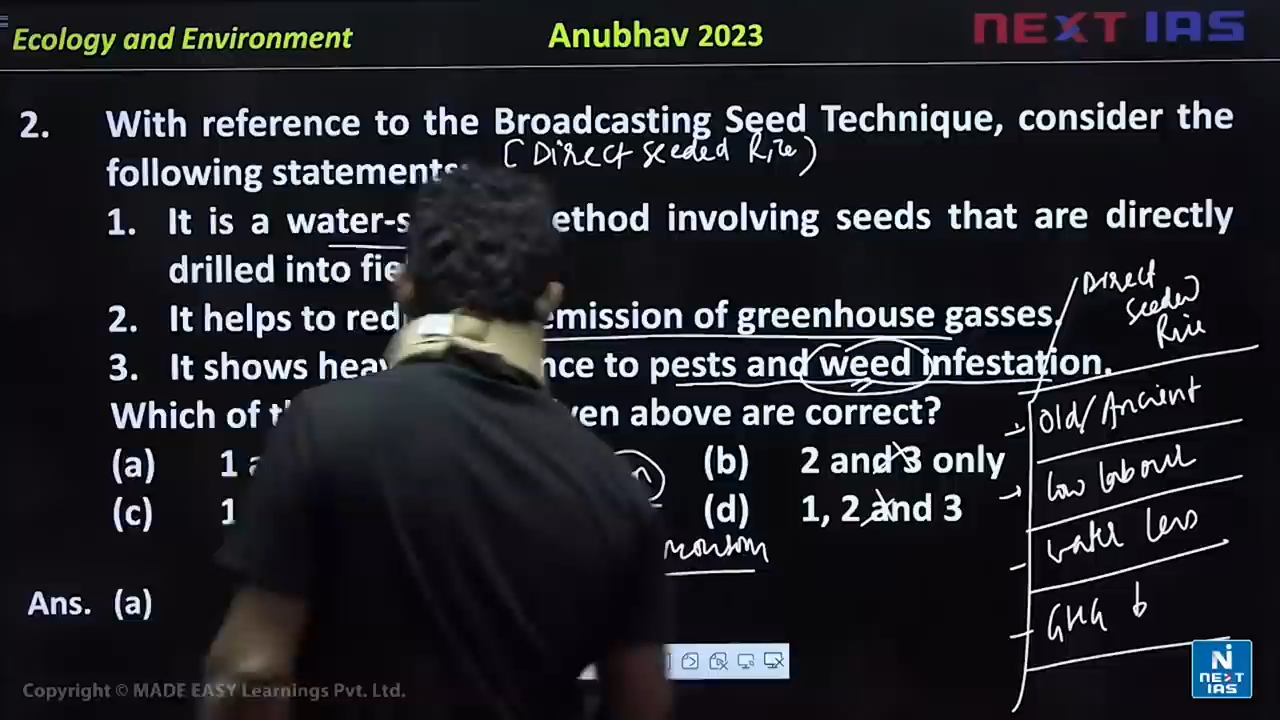 Ecology and Environment
Anubhav 2023
NEXT IAS
2. With reference to the Broadcasting Seed Technique, consider the
(Direct seeded Rice)
following statements
1. It is a water-s ethod involving seeds that are directly
drilled into fie
2. It helps to red emission of greenhouse gasses.
3. It shows hea nce to pests and weed infestation.
Which of t en above are correct?
(a) 1 a
(b) 2 and 3 only
(c) 1
(d) 1, 2 and 3
monsoon
Ans. (a)
Direct
seeded
Rice
Old/Ancient
low labour
water less
GHG
Copyright © MADE EASY Learnings Pvt. Ltd.
N
NEXT
IAS